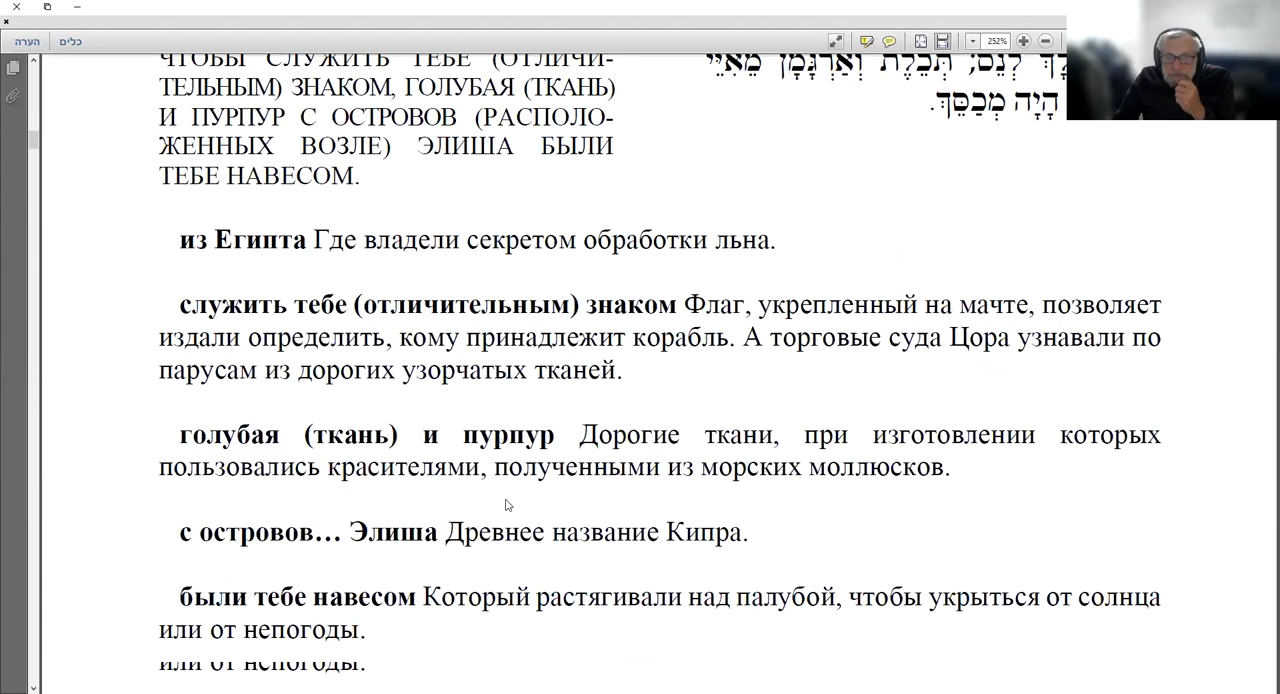 הערה כלים 252%
ЧТОБЫ СЛУЖИТЬ ТЕБЕ (ОТЛИЧИ-
ТЕЛЬНЫМ) ЗНАКОМ, ГОЛУБАЯ (ТКАНЬ)
И ПУРПУР С ОСТРОВОВ (РАСПОЛО-
ЖЕННЫХ ВОЗЛЕ) ЭЛИША БЫЛИ
ТЕБЕ НАВЕСОМ.
לָךְ לְנֵס; תְּכֵלֶת וְאַרְגָּמָן מֵאִיֵּי
הָיָה מְכַסֵּךְ.
из Египта Где владели секретом обработки льна.
служить тебе (отличительным) знаком Флаг, укрепленный на мачте, позволяет
издали определить, кому принадлежит корабль. А торговые суда Цора узнавали по
парусам из дорогих узорчатых тканей.
голубая (ткань) и пурпур Дорогие ткани, при изготовлении которых
пользовались красителями, полученными из морских моллюсков.
с островов… Элиша Древнее название Кипра.
были тебе навесом Который растягивали над палубой, чтобы укрыться от солнца
или от непогоды.
или от непогоды.